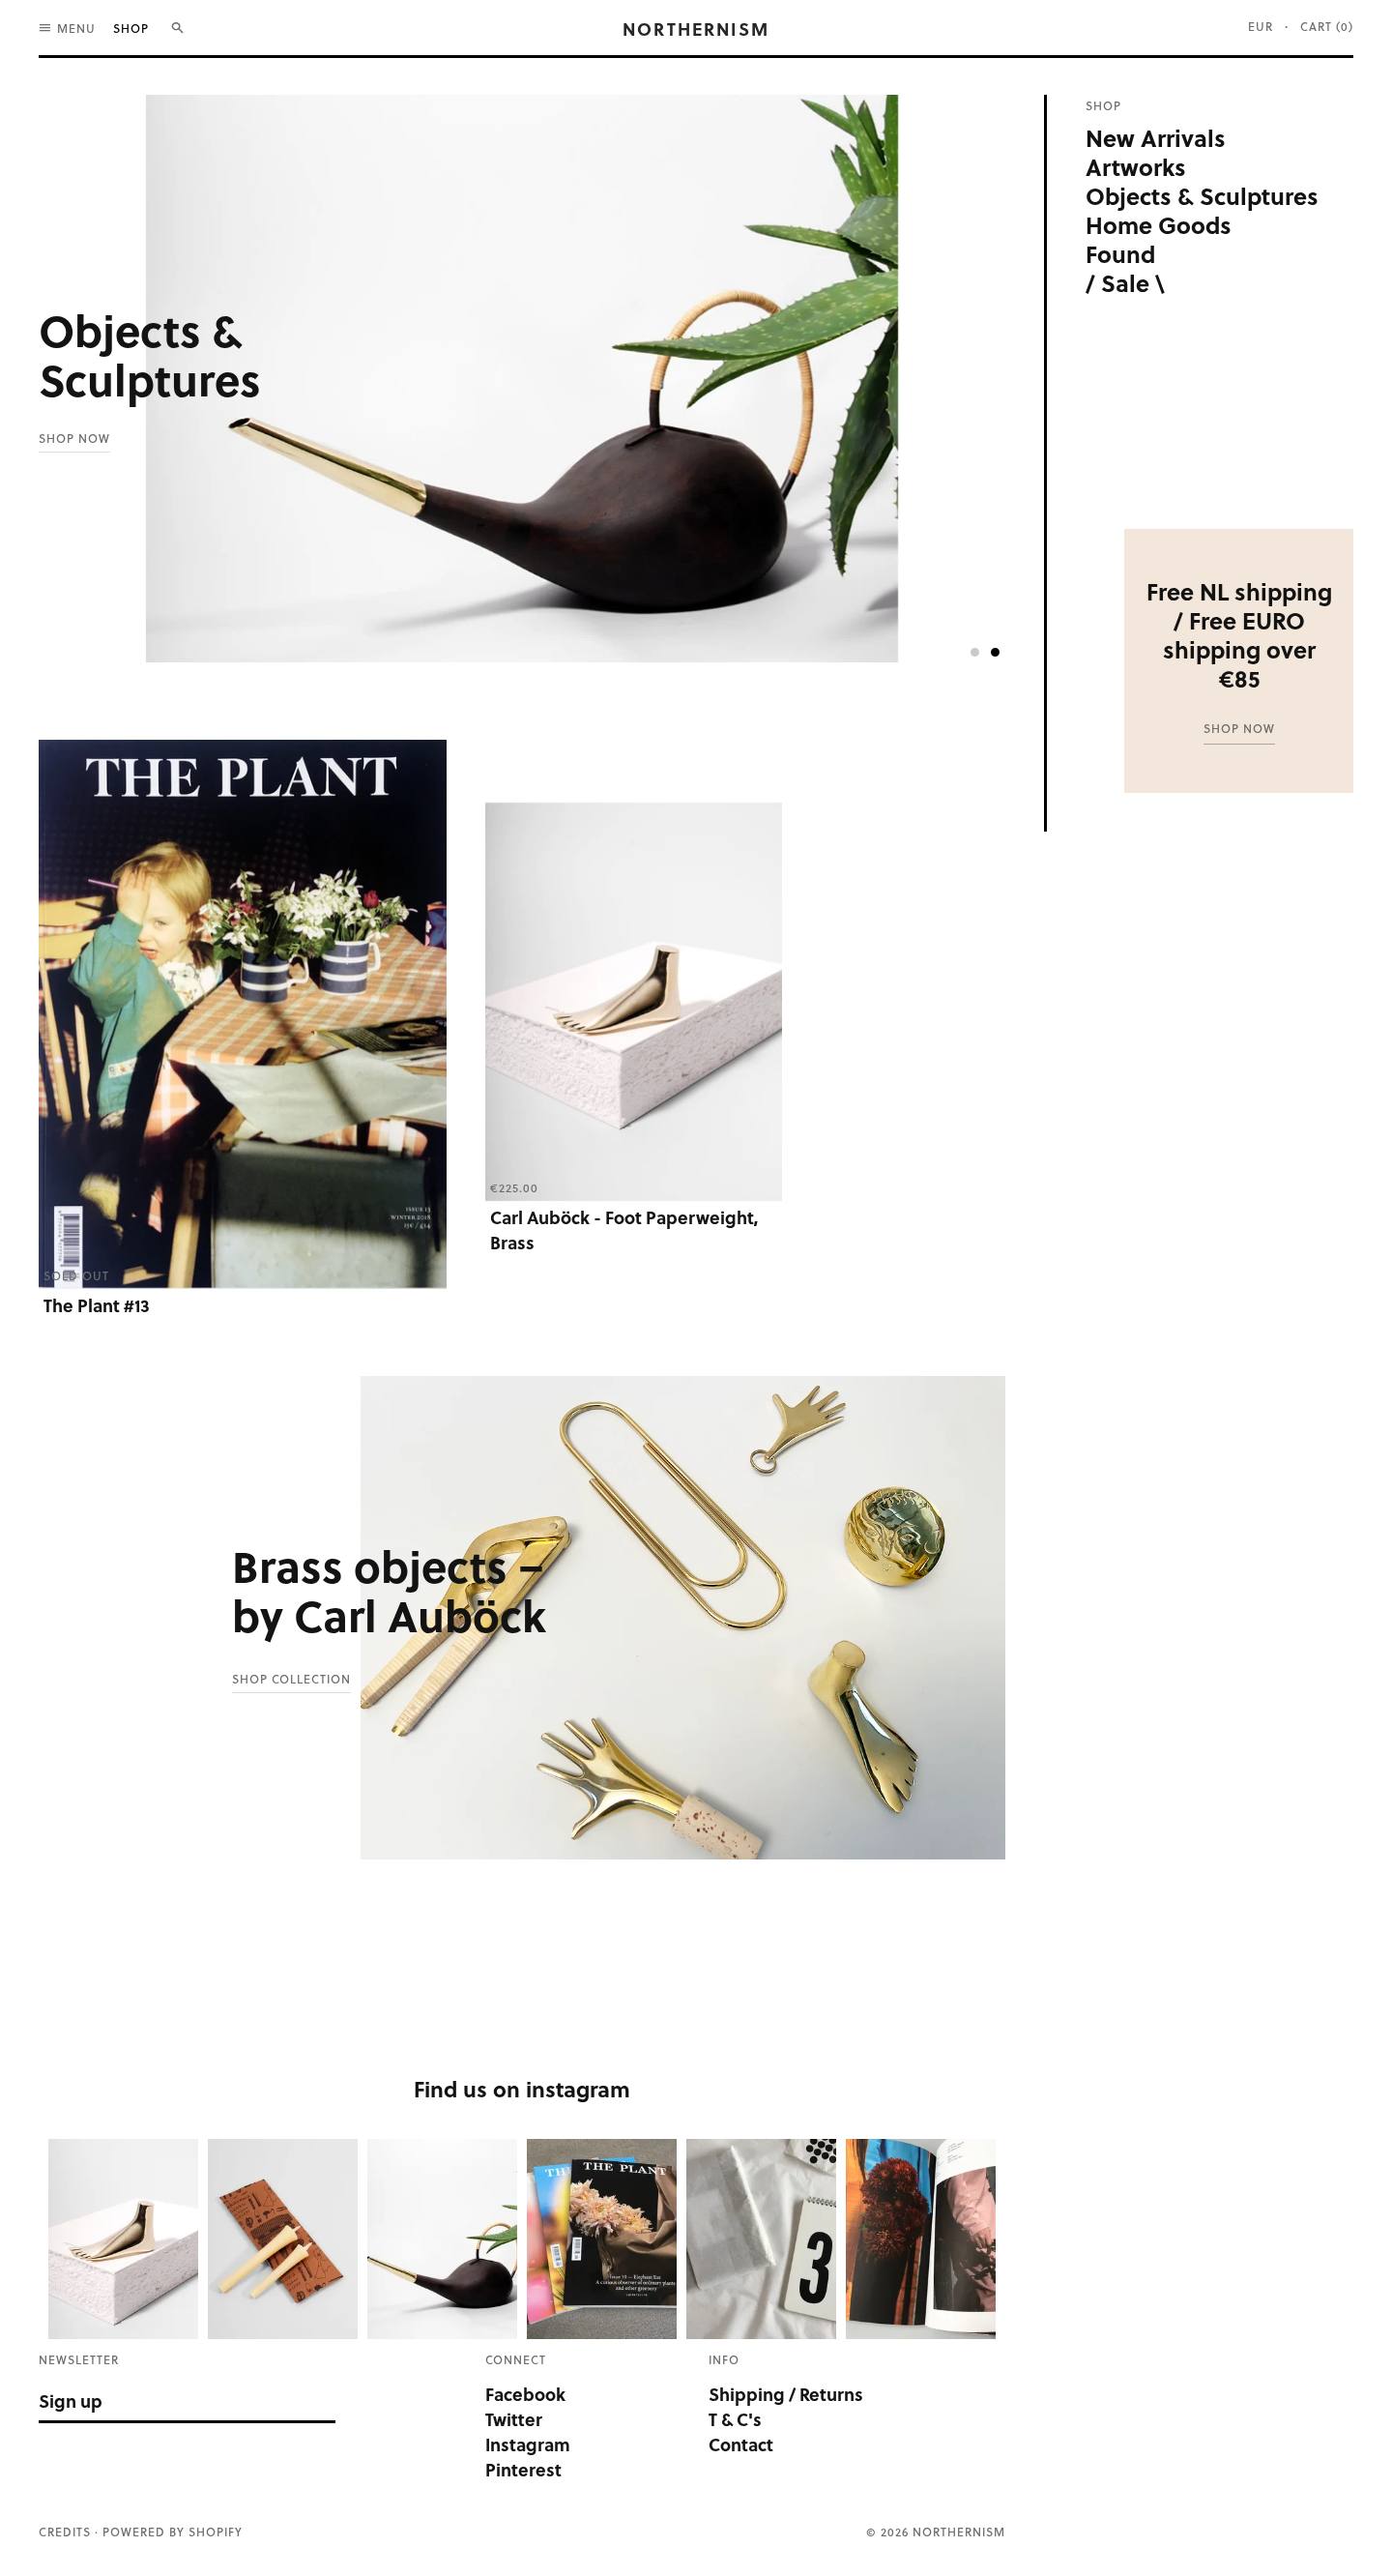 MENU SHOP
NORTHERNISM
EUR · CART (0)
Objects &
Sculptures
SHOP NOW
SHOP
New Arrivals
Artworks
Objects & Sculptures
Home Goods
Found
/ Sale \
Free NL shipping
/ Free EURO
shipping over
€85
SHOP NOW
THE PLANT
ISSUE 13
WINTER 2018
SOLD OUT
The Plant #13
€225.00
Carl Auböck - Foot Paperweight,
Brass
Brass objects –
by Carl Auböck
SHOP COLLECTION
Find us on instagram
THE PLANT
3
NEWSLETTER
Sign up
CONNECT
Facebook
Twitter
Instagram
Pinterest
INFO
Shipping / Returns
T & C's
Contact
CREDITS · POWERED BY SHOPIFY
© 2026 NORTHERNISM